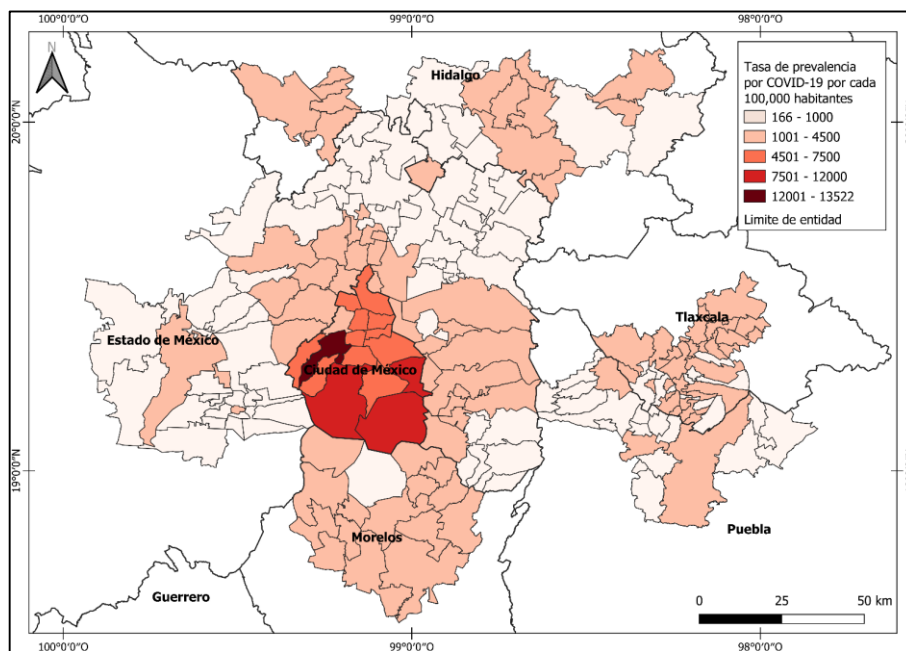 100°0'0"O 99°0'0"O 98°0'0"O
N
Hidalgo
Tasa de prevalencia
por COVID-19 por cada
100,000 habitantes
166 - 1000
1001 - 4500
4501 - 7500
7501 - 12000
12001 - 13522
Limite de entidad
20°0'0"N
Estado de México
Tlaxcala
Ciudad de México
19°0'0"N
Morelos
Puebla
Guerrero
0 25 50 km
100°0'0"O 99°0'0"O 98°0'0"O